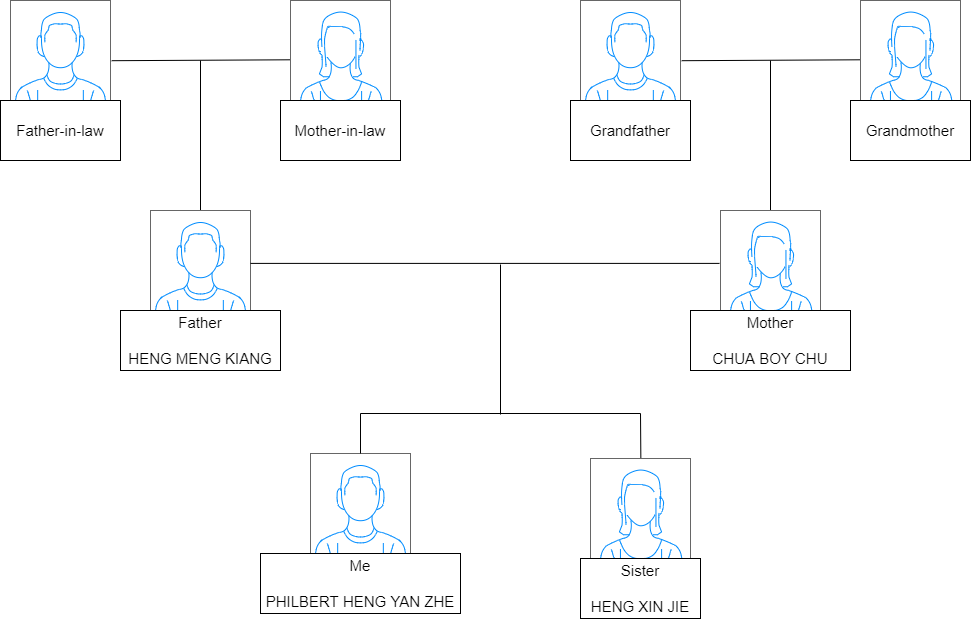 Father-in-law
Mother-in-law
Grandfather
Grandmother
Father
HENG MENG KIANG
Mother
CHUA BOY CHU
Me
PHILBERT HENG YAN ZHE
Sister
HENG XIN JIE